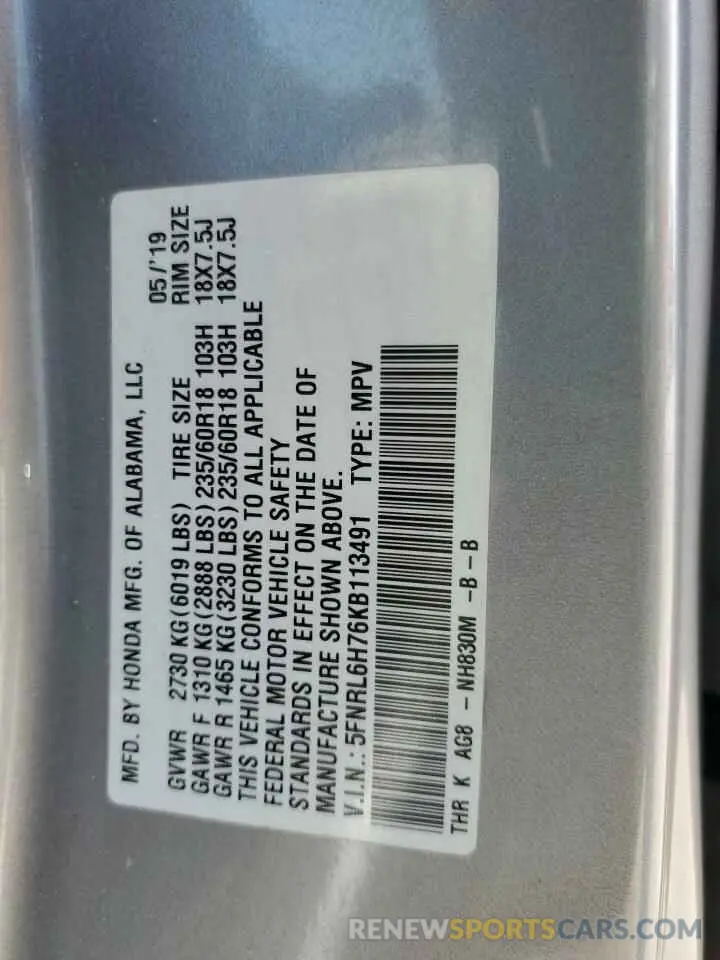 MFD. BY HONDA MFG. OF ALABAMA, LLC 05/'19
GVWR 2730 KG (6019 LBS) TIRE SIZE RIM SIZE
GAWR F 1310 KG (2888 LBS) 235/60R18 103H 18X7.5J
GAWR R 1465 KG (3230 LBS) 235/60R18 103H 18X7.5J
THIS VEHICLE CONFORMS TO ALL APPLICABLE
FEDERAL MOTOR VEHICLE SAFETY
STANDARDS IN EFFECT ON THE DATE OF
MANUFACTURE SHOWN ABOVE.
V.I.N.: 5FNRL6H76KB113491 TYPE: MPV
THR K AG8 - NH830M -B-B
RENEWSPORTSCARS.COM